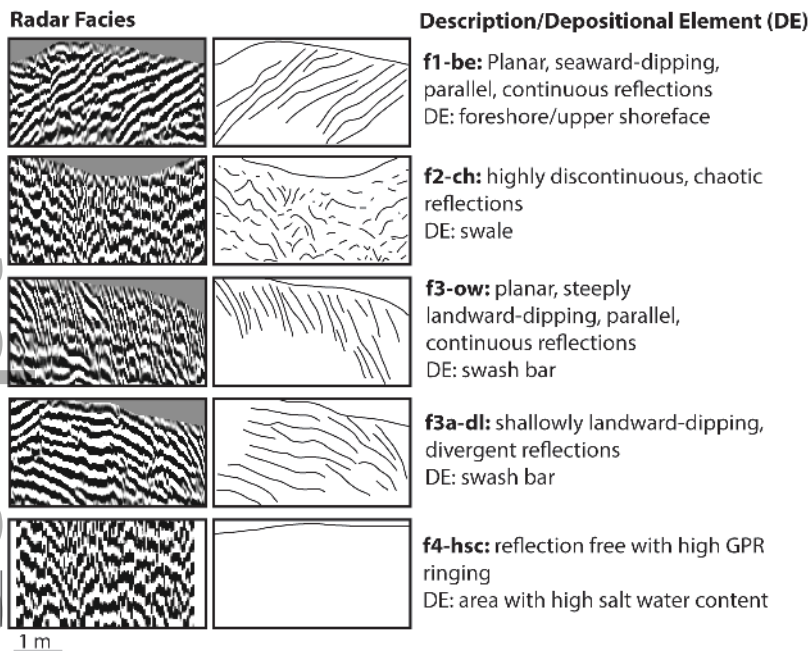 Radar Facies
Description/Depositional Element (DE)
f1-be: Planar, seaward-dipping,
parallel, continuous reflections
DE: foreshore/upper shoreface
f2-ch: highly discontinuous, chaotic
reflections
DE: swale
f3-ow: planar, steeply
landward-dipping, parallel,
continuous reflections
DE: swash bar
f3a-dl: shallowly landward-dipping,
divergent reflections
DE: swash bar
f4-hsc: reflection free with high GPR
ringing
DE: area with high salt water content
1 m